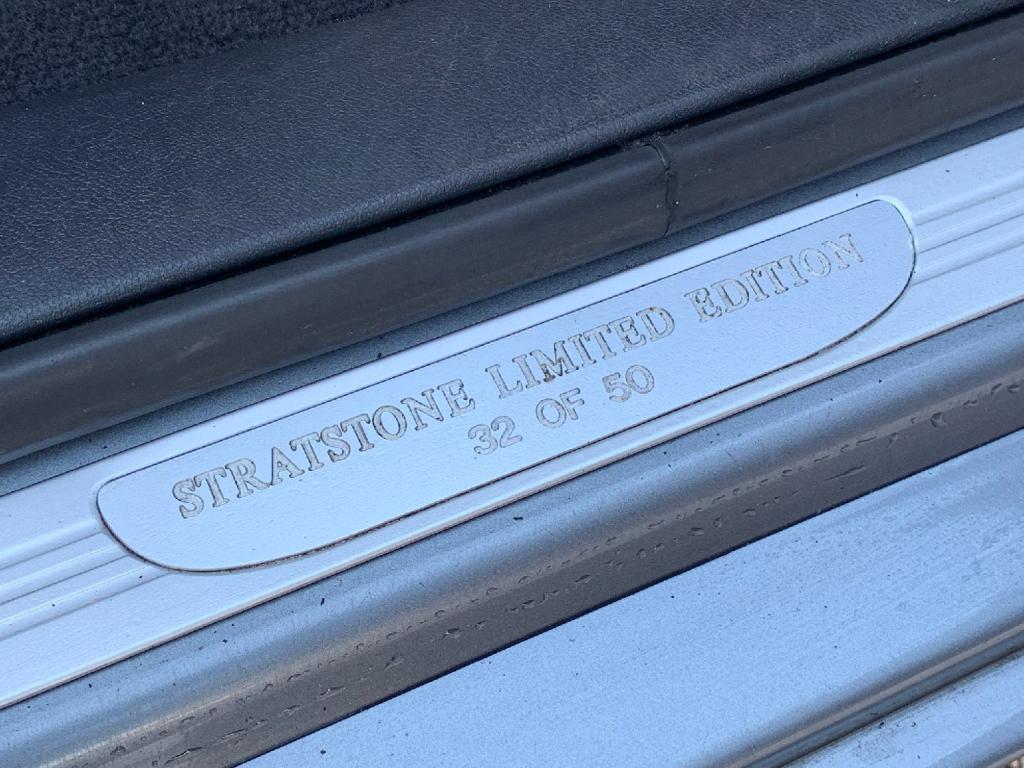 STRATSTONE LIMITED EDITION
32 OF 50